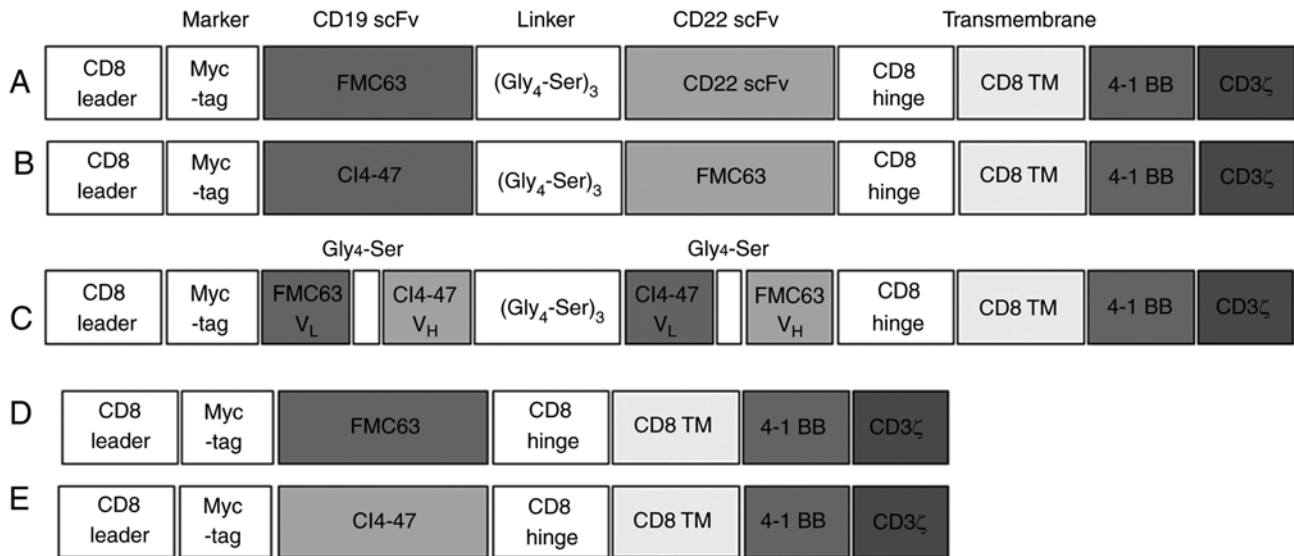 Marker CD19 scFv Linker CD22 scFv Transmembrane
A CD8 leader Myc -tag FMC63 (Gly4-Ser)3 CD22 scFv CD8 hinge CD8 TM 4-1 BB CD3ζ
B CD8 leader Myc -tag CI4-47 (Gly4-Ser)3 FMC63 CD8 hinge CD8 TM 4-1 BB CD3ζ
Gly4-Ser Gly4-Ser
C CD8 leader Myc -tag FMC63 VL CI4-47 VH (Gly4-Ser)3 CI4-47 VL FMC63 VH CD8 hinge CD8 TM 4-1 BB CD3ζ
D CD8 leader Myc -tag FMC63 CD8 hinge CD8 TM 4-1 BB CD3ζ
E CD8 leader Myc -tag CI4-47 CD8 hinge CD8 TM 4-1 BB CD3ζ